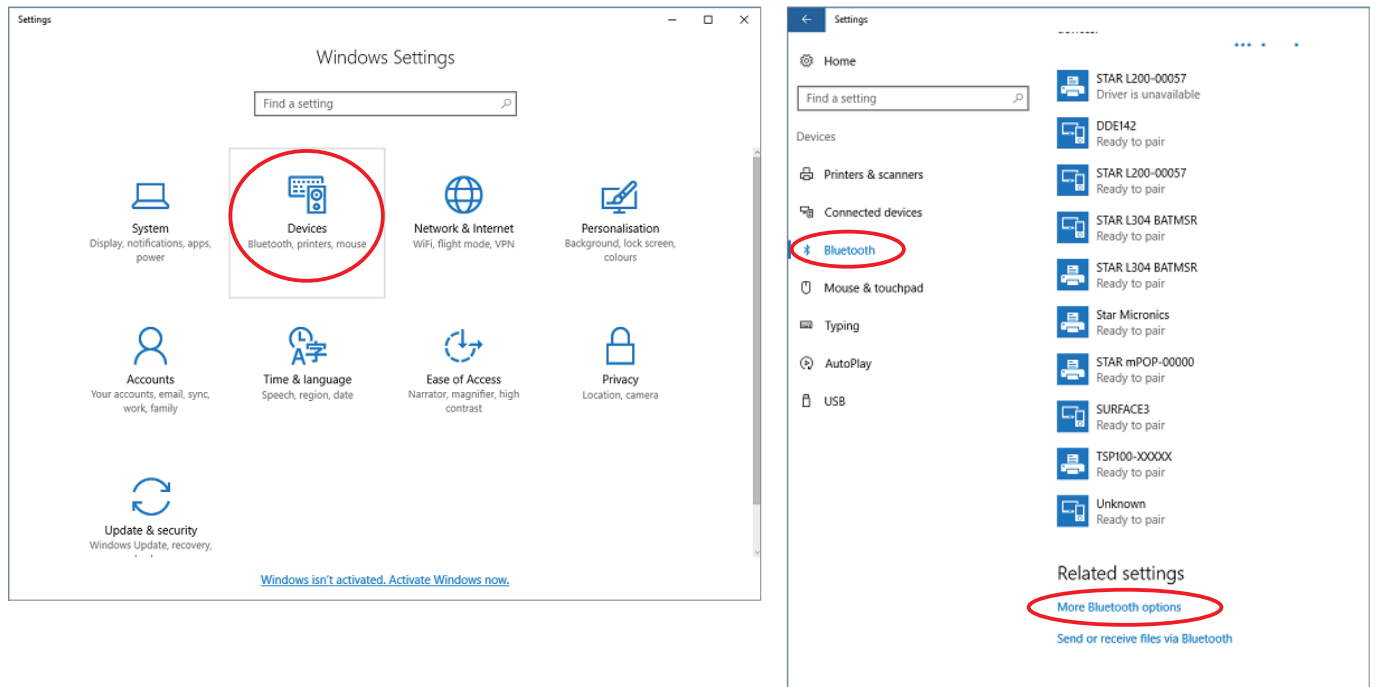 Settings
Windows Settings
Find a setting
System
Display, notifications, apps,
power
Devices
Bluetooth, printers, mouse
Network & Internet
WiFi, flight mode, VPN
Personalisation
Background, lock screen,
colours
Accounts
Your accounts, email, sync,
work, family
Time & language
Speech, region, date
Ease of Access
Narrator, magnifier, high
contrast
Privacy
Location, camera
Update & security
Windows Update, recovery,
Windows isn't activated. Activate Windows now.
Settings
Home
Find a setting
Devices
Printers & scanners
Connected devices
Bluetooth
Mouse & touchpad
Typing
AutoPlay
USB
STAR L200-00057
Driver is unavailable
DDE142
Ready to pair
STAR L200-00057
Ready to pair
STAR L304 BATMSR
Ready to pair
STAR L304 BATMSR
Ready to pair
Star Micronics
Ready to pair
STAR mPOP-00000
Ready to pair
SURFACE3
Ready to pair
TSP100-XXXXX
Ready to pair
Unknown
Ready to pair
Related settings
More Bluetooth options
Send or receive files via Bluetooth